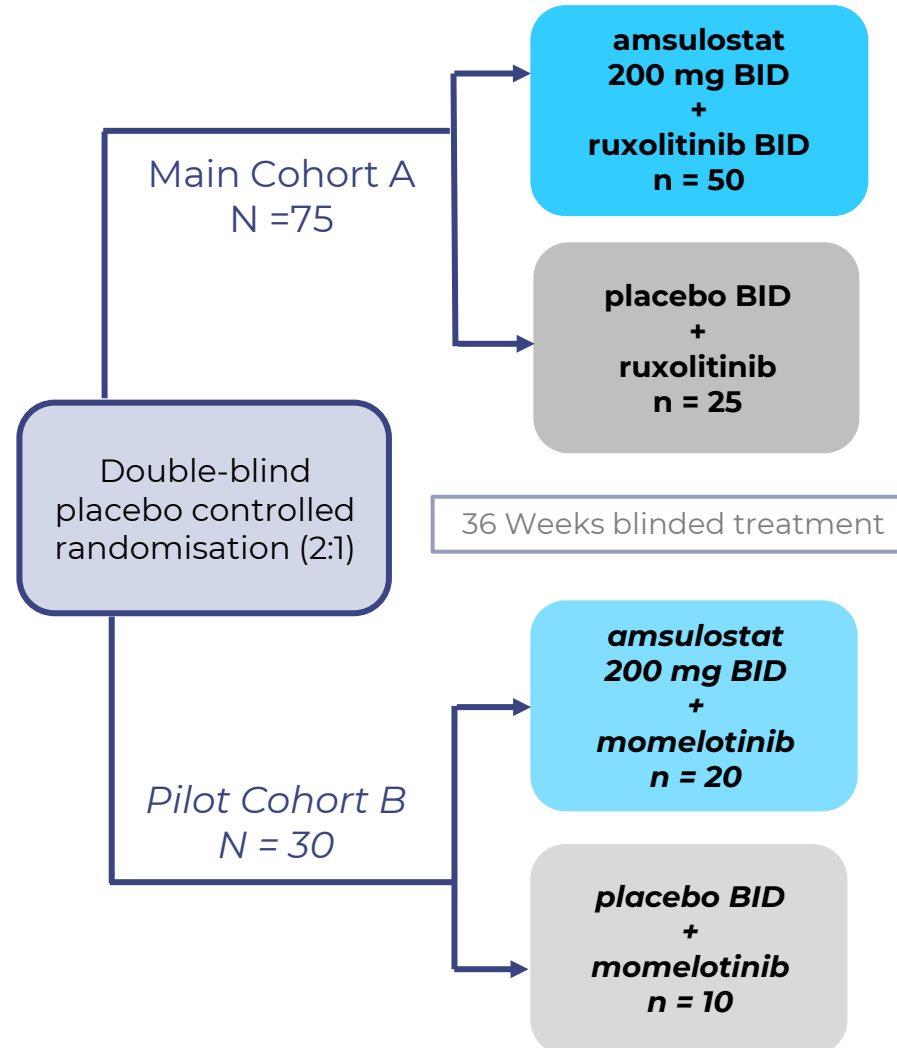 amsulostat
200 mg BID
+
ruxolitinib BID
n = 50
Main Cohort A
N =75
placebo BID
+
ruxolitinib
n = 25
Double-blind
placebo controlled
randomisation (2:1)
36 Weeks blinded treatment
amsulostat
200 mg BID
+
momelotinib
n = 20
Pilot Cohort B
N = 30
placebo BID
+
momelotinib
n = 10